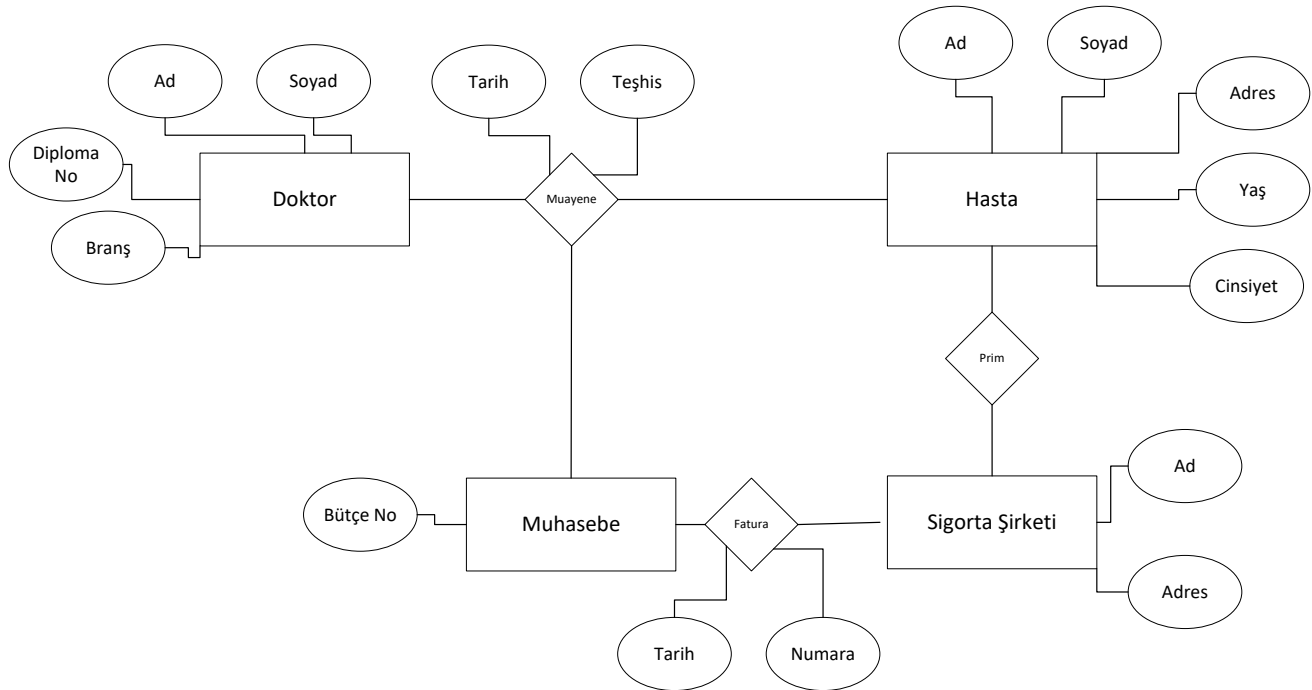 Ad
Soyad
Ad
Soyad
Tarih
Teşhis
Adres
Diploma
No
Doktor
Muayene
Hasta
Yaş
Branş
Cinsiyet
Prim
Ad
Bütçe No
Muhasebe
Fatura
Sigorta Şirketi
Adres
Tarih
Numara